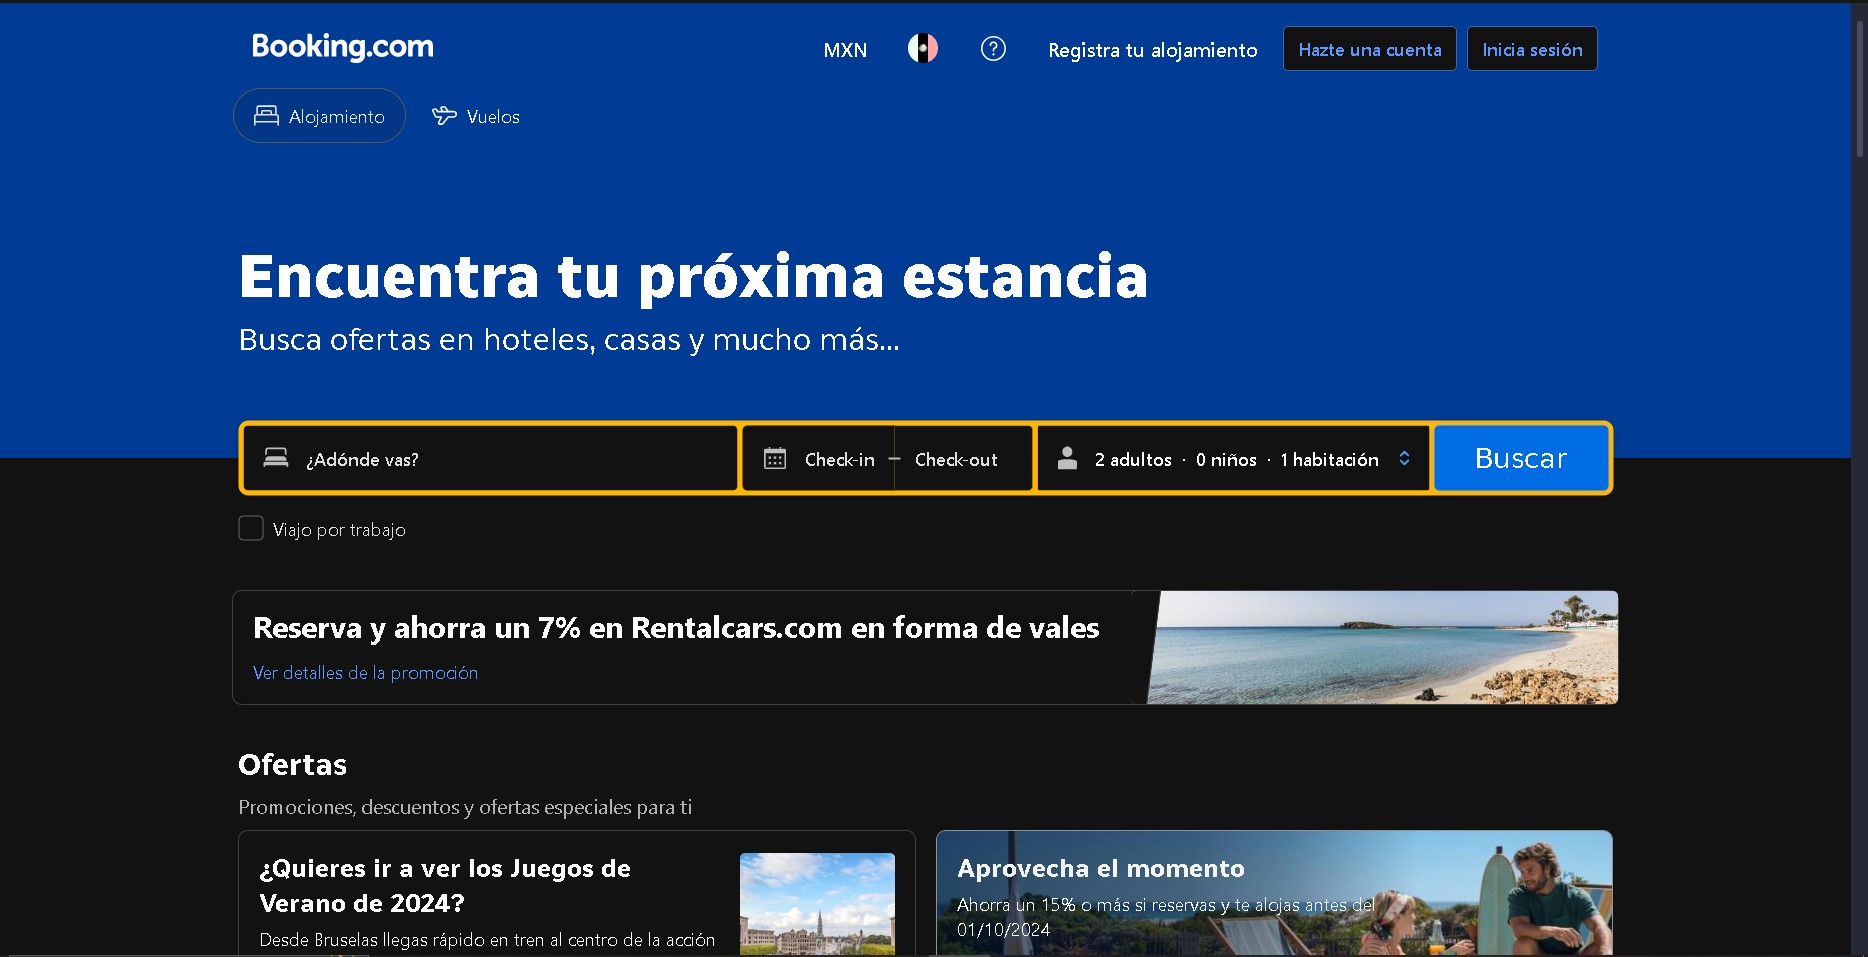 Booking.com
MXN
Registra tu alojamiento
Hazte una cuenta
Inicia sesión
Alojamiento
Vuelos
Encuentra tu próxima estancia
Busca ofertas en hoteles, casas y mucho más...
¿Adónde vas?
Check-in — Check-out
2 adultos · 0 niños · 1 habitación
Buscar
Viajo por trabajo
Reserva y ahorra un 7% en Rentalcars.com en forma de vales
Ver detalles de la promoción
Ofertas
Promociones, descuentos y ofertas especiales para ti
¿Quieres ir a ver los Juegos de
Verano de 2024?
Desde Bruselas llegas rápido en tren al centro de la acción
Aprovecha el momento
Ahorra un 15% o más si reservas y te alojas antes del
01/10/2024